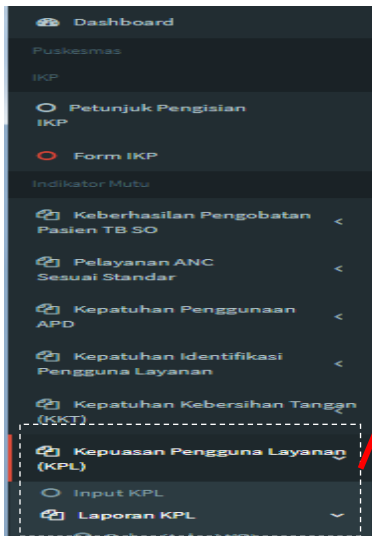 Dashboard
Puskesmas
IKP
Petunjuk Pengisian
IKP
Form IKP
Indikator Mutu
Keberhasilan Pengobatan
Pasien TB SO
Pelayanan ANC
Sesuai Standar
Kepatuhan Penggunaan
APD
Kepatuhan Identifikasi
Pengguna Layanan
Kepatuhan Kebersihan Tangan
(KKT)
Kepuasan Pengguna Layanan
(KPL)
Input KPL
Laporan KPL